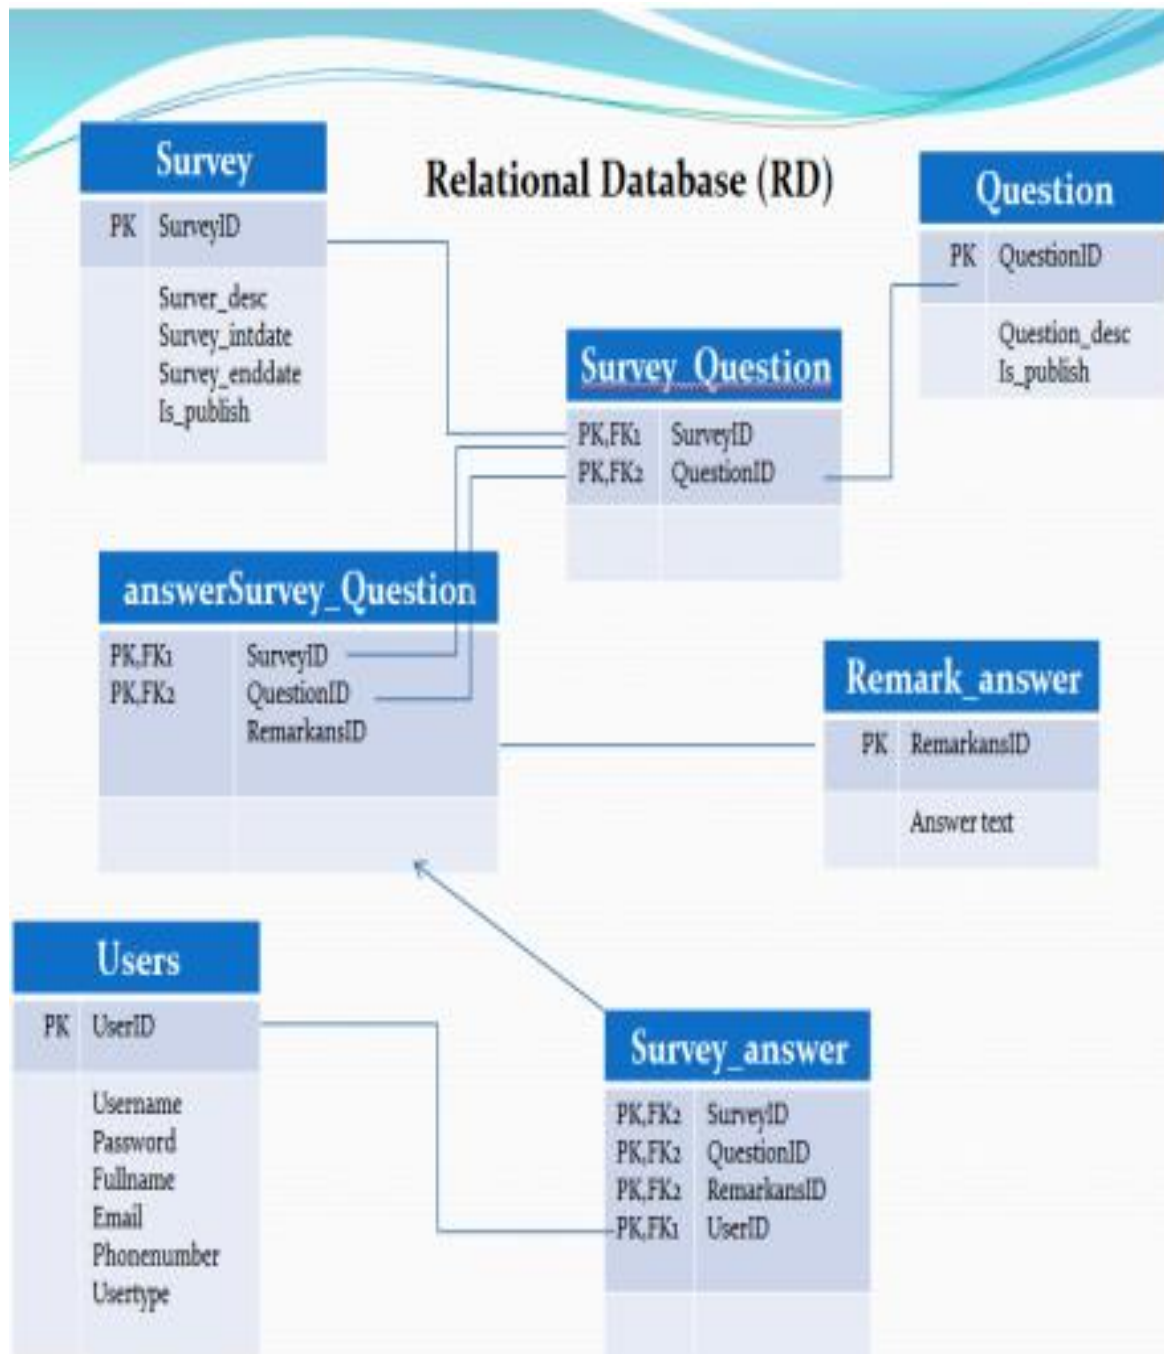 Relational Database (RD)
Survey
PK SurveyID
Surver_desc
Survey_intdate
Survey_enddate
Is_publish
Question
PK QuestionID
Question_desc
Is_publish
Survey_Question
PK,FK1 SurveyID
PK,FK2 QuestionID
answerSurvey_Question
PK,FK1 SurveyID
PK,FK2 QuestionID
RemarkansID
Remark_answer
PK RemarkansID
Answer text
Users
PK UserID
Username
Password
Fullname
Email
Phonenumber
Usertype
Survey_answer
PK,FK2 SurveyID
PK,FK2 QuestionID
PK,FK2 RemarkansID
PK,FK1 UserID